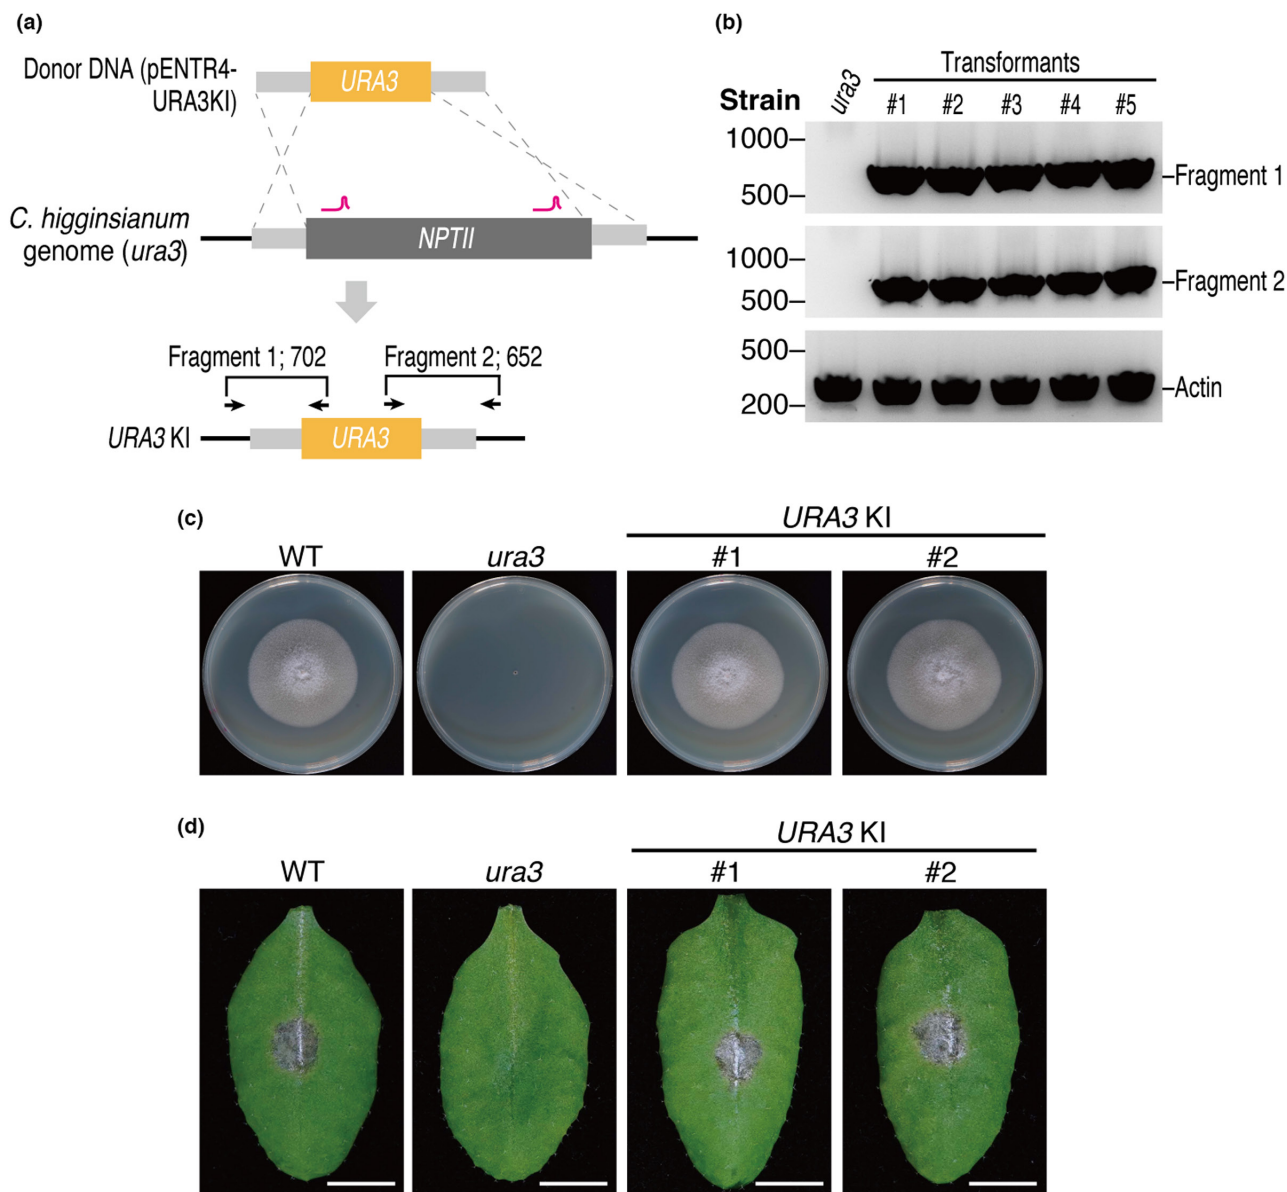 (a)
Donor DNA (pENTR4-
URA3KI)
URA3
C. higginsianum
genome (ura3)
NPTII
Fragment 1; 702
Fragment 2; 652
URA3 KI
URA3
(b)
Transformants
Strain
ura3
#1
#2
#3
#4
#5
1000
500
Fragment 1
1000
500
Fragment 2
500
200
Actin
(c)
URA3 KI
WT
ura3
#1
#2
(d)
URA3 KI
WT
ura3
#1
#2